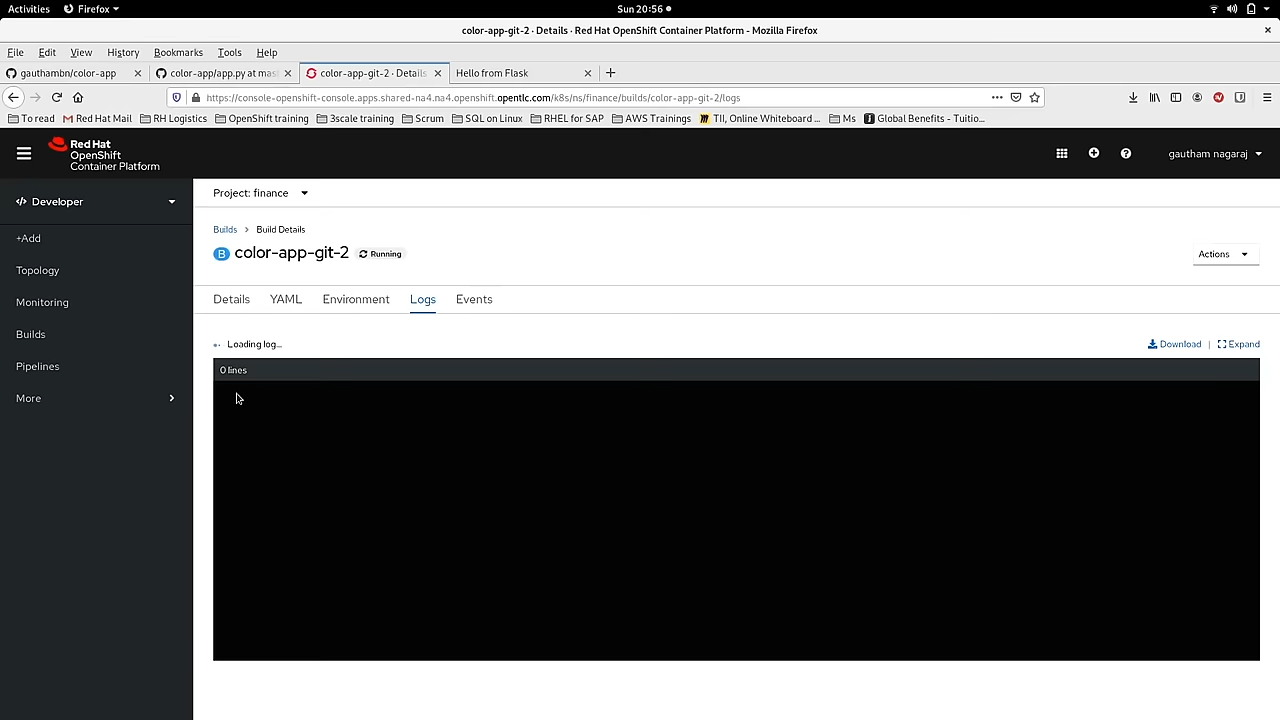 Activities Firefox Sun 20:56
color-app-git-2 · Details · Red Hat OpenShift Container Platform - Mozilla Firefox
File Edit View History Bookmarks Tools Help
gauthambn/color-app color-app/app.py at mas color-app-git-2 · Details Hello from Flask
https://console-openshift-console.apps.shared-na4.na4.openshift.opentlc.com/k8s/ns/finance/builds/color-app-git-2/logs
To read Red Hat Mail RH Logistics OpenShift training 3scale training Scrum SQL on Linux RHEL for SAP AWS Trainings TII, Online Whiteboard ... Ms Global Benefits - Tuitio...
Red Hat
OpenShift
Container Platform
gautham nagaraj
Developer
+Add
Topology
Monitoring
Builds
Pipelines
More
Project: finance
Builds Build Details
B color-app-git-2 Running
Actions
Details YAML Environment Logs Events
Loading log... Download | Expand
0 lines